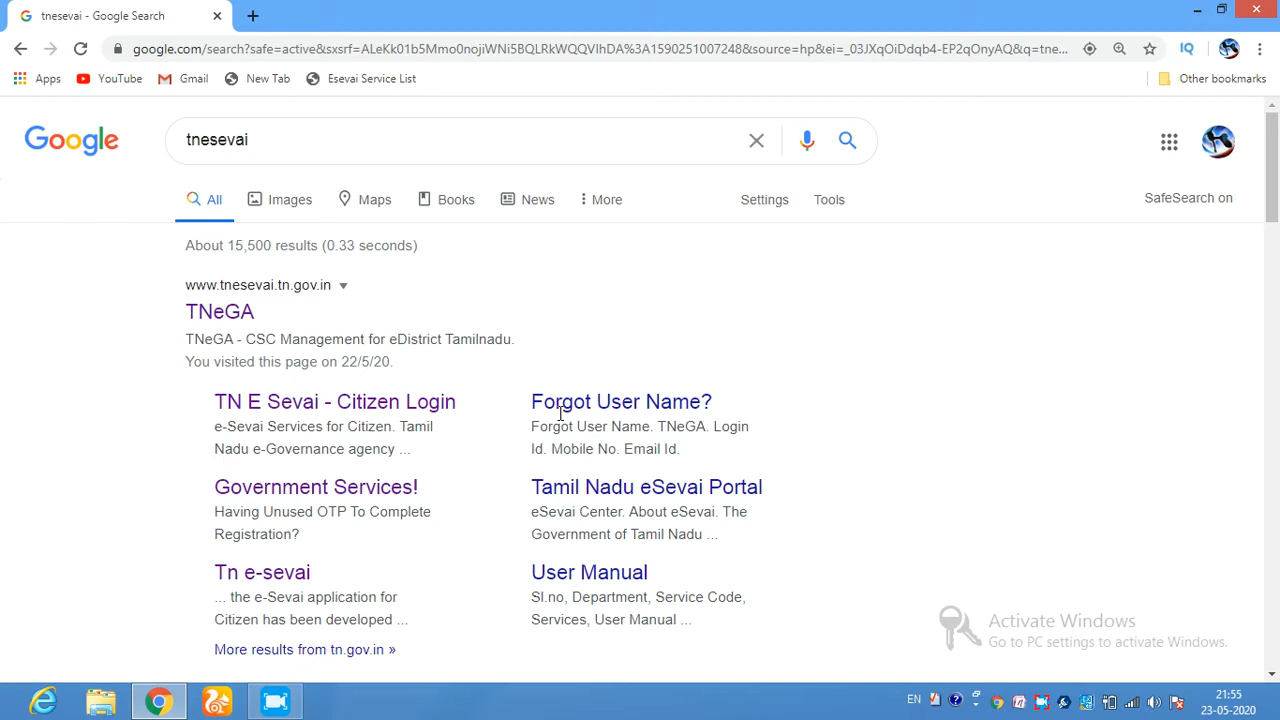 tnesevai - Google Search
google.com/search?safe=active&sxsrf=ALeKk01b5Mmo0nojiWNi5BQLRkWQQVIhDA%3A1590251007248&source=hp&ei=_03JXqOiDdqb4-EP2qOnyAQ&q=tne...
Apps YouTube Gmail New Tab Esevai Service List Other bookmarks
Google tnesevai
All Images Maps Books News More Settings Tools SafeSearch on
About 15,500 results (0.33 seconds)
www.tnesevai.tn.gov.in
TNeGA
TNeGA - CSC Management for eDistrict Tamilnadu.
You visited this page on 22/5/20.
TN E Sevai - Citizen Login
e-Sevai Services for Citizen. Tamil
Nadu e-Governance agency ...
Forgot User Name?
Forgot User Name. TNeGA. Login
Id. Mobile No. Email Id.
Government Services!
Having Unused OTP To Complete
Registration?
Tamil Nadu eSevai Portal
eSevai Center. About eSevai. The
Government of Tamil Nadu ...
Tn e-sevai
... the e-Sevai application for
Citizen has been developed ...
User Manual
Sl.no, Department, Service Code,
Services, User Manual ...
More results from tn.gov.in »
Activate Windows
Go to PC settings to activate Windows.
EN
21:55
23-05-2020